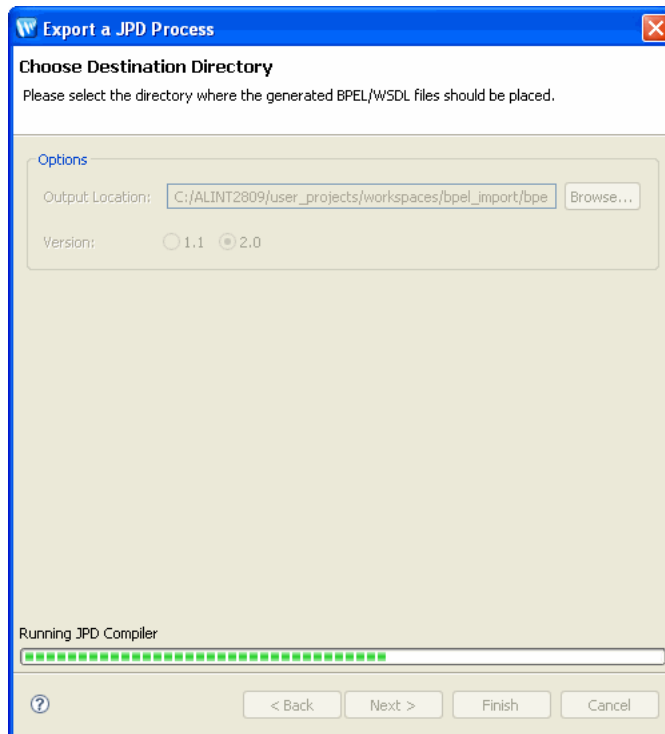 Export a JPD Process
Choose Destination Directory
Please select the directory where the generated BPEL/WSDL files should be placed.
Options
Output Location: C:/ALINT2809/user_projects/workspaces/bpel_import/bpe Browse...
Version: 1.1 2.0
Running JPD Compiler
? < Back Next > Finish Cancel